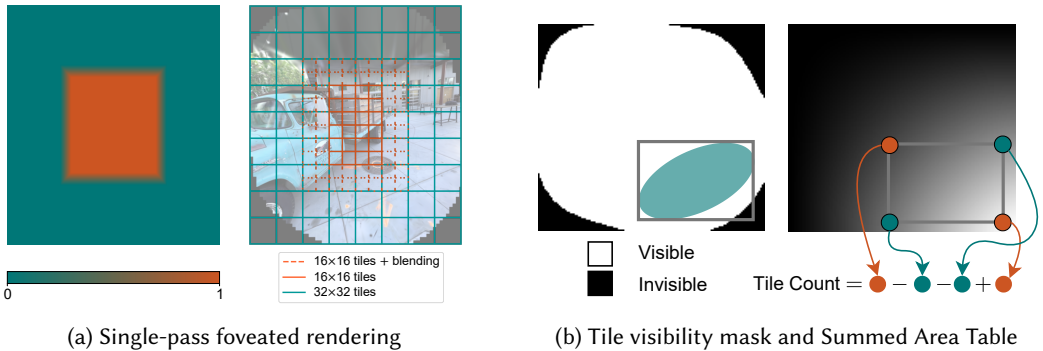 0
1
16×16 tiles + blending
16×16 tiles
32×32 tiles
(a) Single-pass foveated rendering
Visible
Invisible
Tile Count = − − +
(b) Tile visibility mask and Summed Area Table